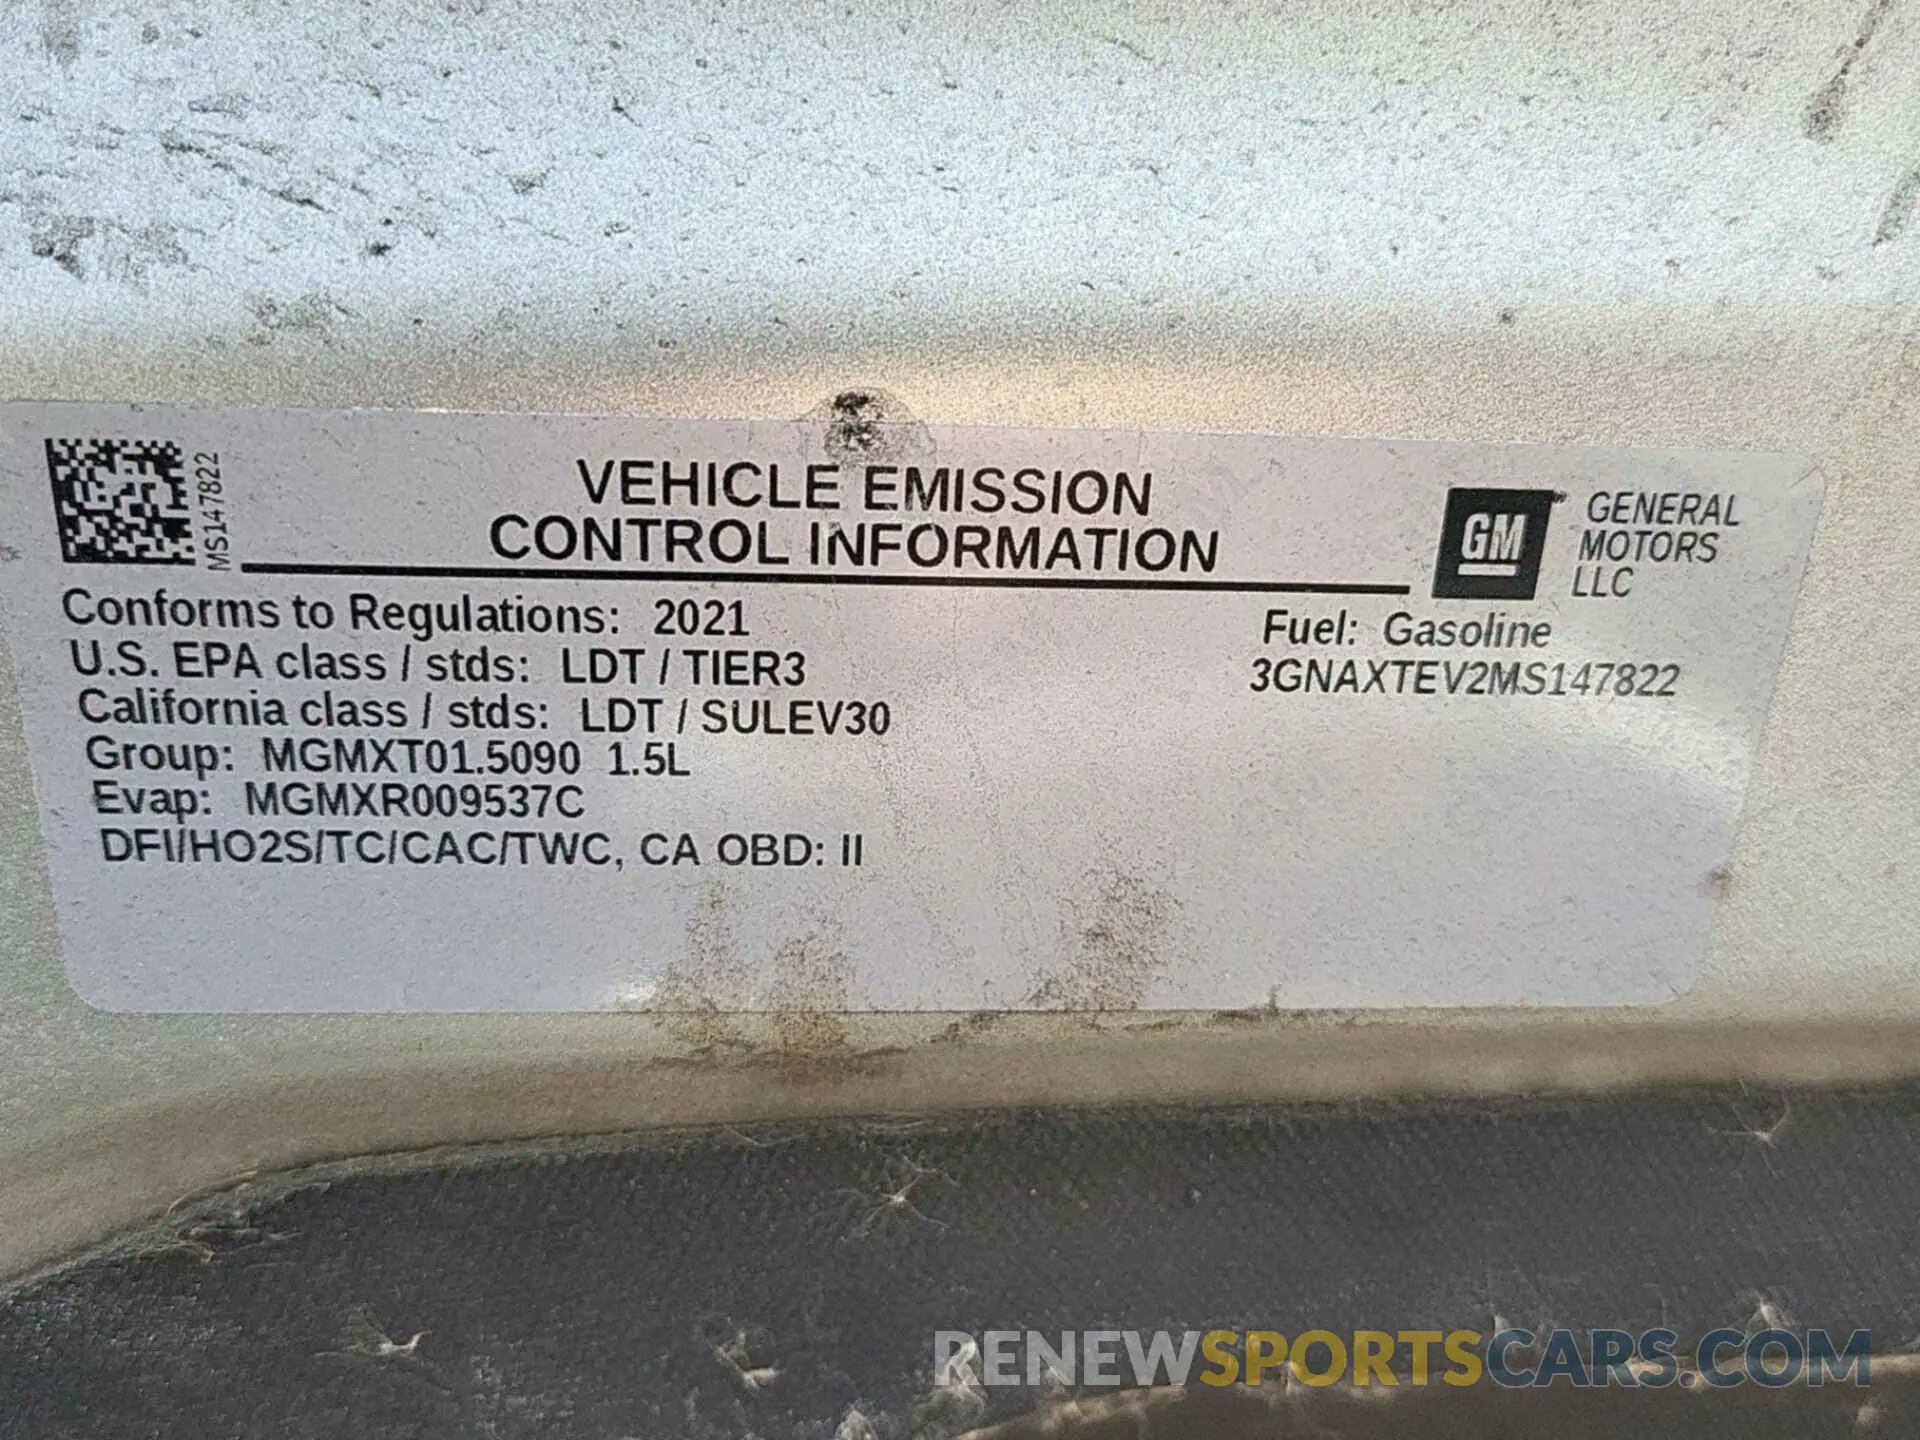 MS147822
VEHICLE EMISSION
CONTROL INFORMATION
GM
GENERAL
MOTORS
LLC
Conforms to Regulations: 2021
U.S. EPA class / stds: LDT / TIER3
California class / stds: LDT / SULEV30
Group: MGMXT01.5090 1.5L
Evap: MGMXR009537C
DFI/HO2S/TC/CAC/TWC, CA OBD: II
Fuel: Gasoline
3GNAXTEV2MS147822
RENEWSPORTSCARS.COM